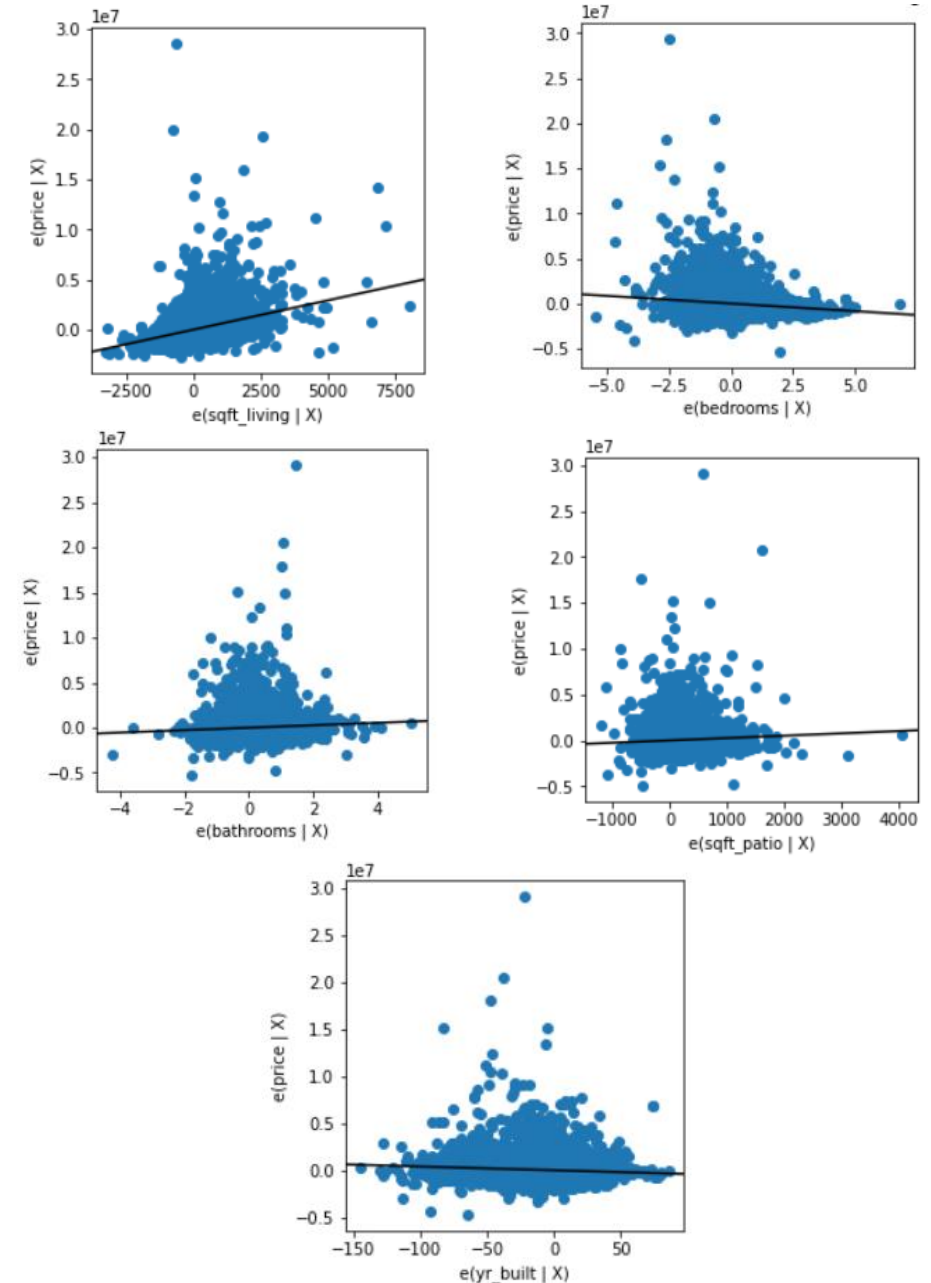 1e7
3.0
2.5
2.0
1.5
1.0
0.5
0.0
e(price | X)
−2500 0 2500 5000 7500
e(sqft_living | X)
1e7
3.0
2.5
2.0
1.5
1.0
0.5
0.0
−0.5
e(price | X)
−5.0 −2.5 0.0 2.5 5.0
e(bedrooms | X)
1e7
3.0
2.5
2.0
1.5
1.0
0.5
0.0
−0.5
e(price | X)
−4 −2 0 2 4
e(bathrooms | X)
1e7
3.0
2.5
2.0
1.5
1.0
0.5
0.0
−0.5
e(price | X)
−1000 0 1000 2000 3000 4000
e(sqft_patio | X)
1e7
3.0
2.5
2.0
1.5
1.0
0.5
0.0
−0.5
e(price | X)
−150 −100 −50 0 50
e(yr_built | X)